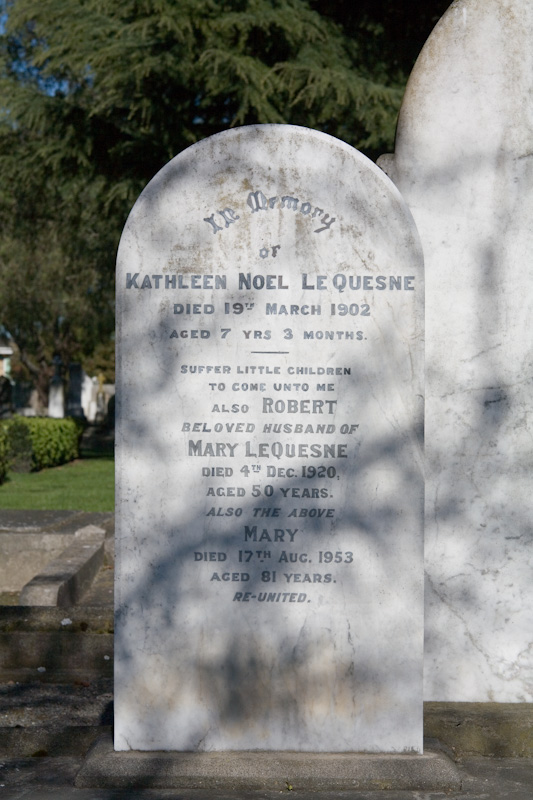 In Memory
OF
KATHLEEN NOEL LEQUESNE
DIED 19TH MARCH 1902
AGED 7 YRS 3 MONTHS.
SUFFER LITTLE CHILDREN
TO COME UNTO ME
ALSO ROBERT
BELOVED HUSBAND OF
MARY LEQUESNE
DIED 4TH DEC. 1920,
AGED 50 YEARS.
ALSO THE ABOVE
MARY
DIED 17TH AUG. 1953
AGED 81 YEARS.
RE-UNITED.